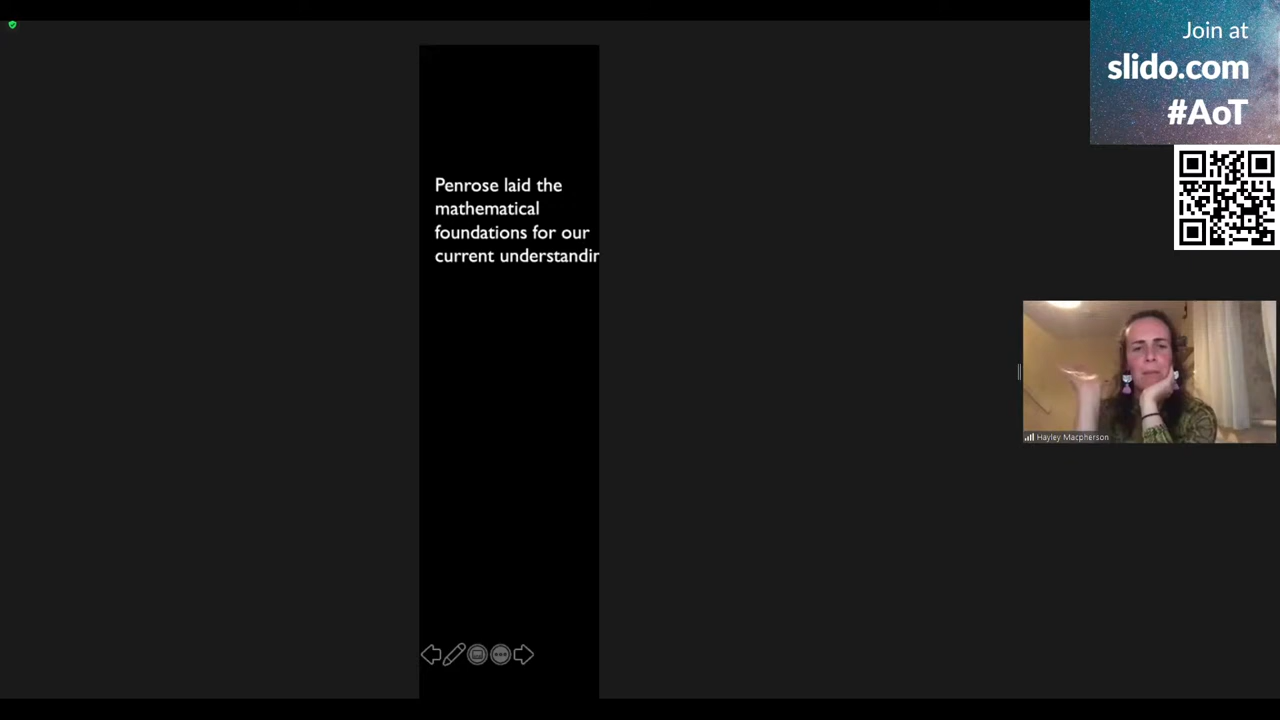 Join at
slido.com
#AoT
Penrose laid the
mathematical
foundations for our
current understandin
Hayley Macpherson